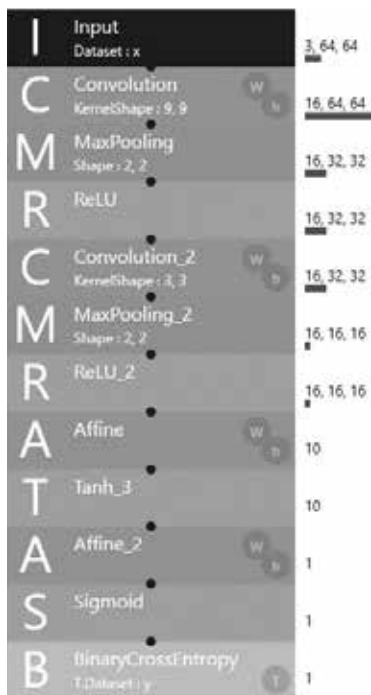 I Input 3, 64, 64
Dataset : x
C Convolution W b 16, 64, 64
KernelShape : 9, 9
M MaxPooling 16, 32, 32
Shape : 2, 2
R ReLU 16, 32, 32
C Convolution_2 W b 16, 32, 32
KernelShape : 3, 3
M MaxPooling_2 16, 16, 16
Shape : 2, 2
R ReLU_2 16, 16, 16
A Affine W b 10
T Tanh_3 10
A Affine_2 W b 1
S Sigmoid 1
B BinaryCrossEntropy T 1
T.Dataset : y